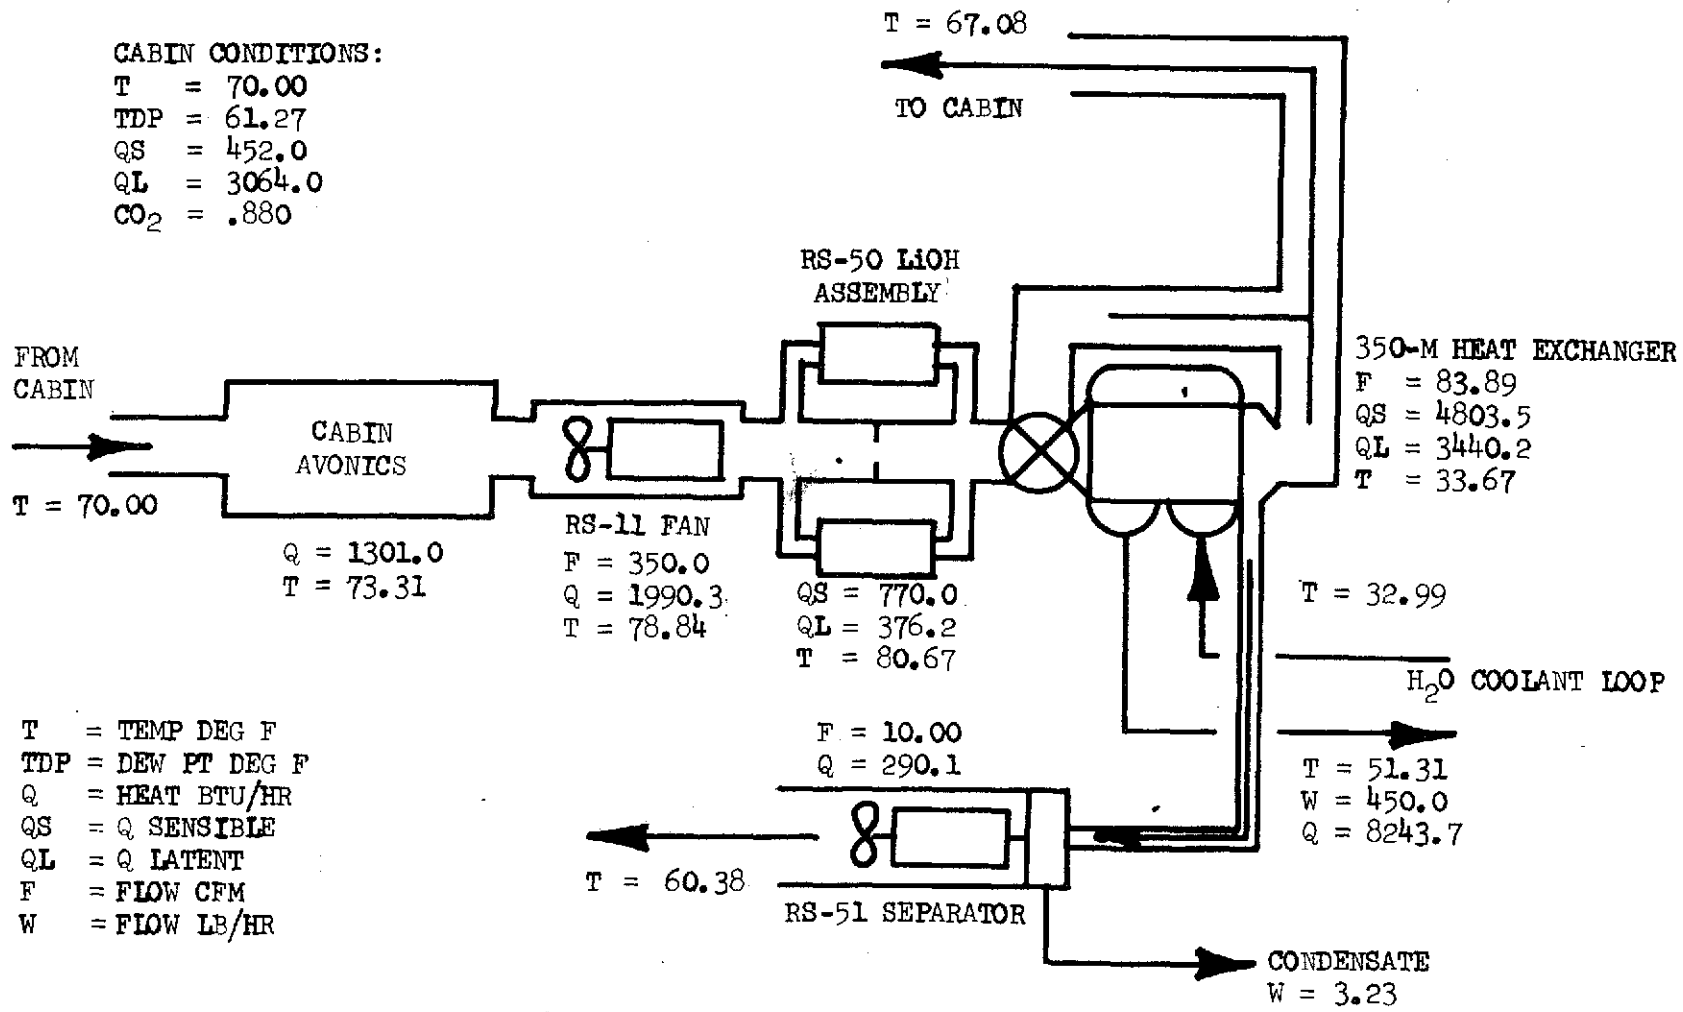 CABIN CONDITIONS:
T = 70.00
TDP = 61.27
QS = 452.0
QL = 3064.0
CO2 = .880
T = 67.08
TO CABIN
RS-50 LiOH
ASSEMBLY
FROM
CABIN
T = 70.00
CABIN
AVONICS
Q = 1301.0
T = 73.31
RS-11 FAN
F = 350.0
Q = 1990.3
T = 78.84
QS = 770.0
QL = 376.2
T = 80.67
350-M HEAT EXCHANGER
F = 83.89
QS = 4803.5
QL = 3440.2
T = 33.67
T = 32.99
H2O COOLANT LOOP
T = 51.31
W = 450.0
Q = 8243.7
F = 10.00
Q = 290.1
T = 60.38
RS-51 SEPARATOR
CONDENSATE
W = 3.23
T = TEMP DEG F
TDP = DEW PT DEG F
Q = HEAT BTU/HR
QS = Q SENSIBLE
QL = Q LATENT
F = FLOW CFM
W = FLOW LB/HR